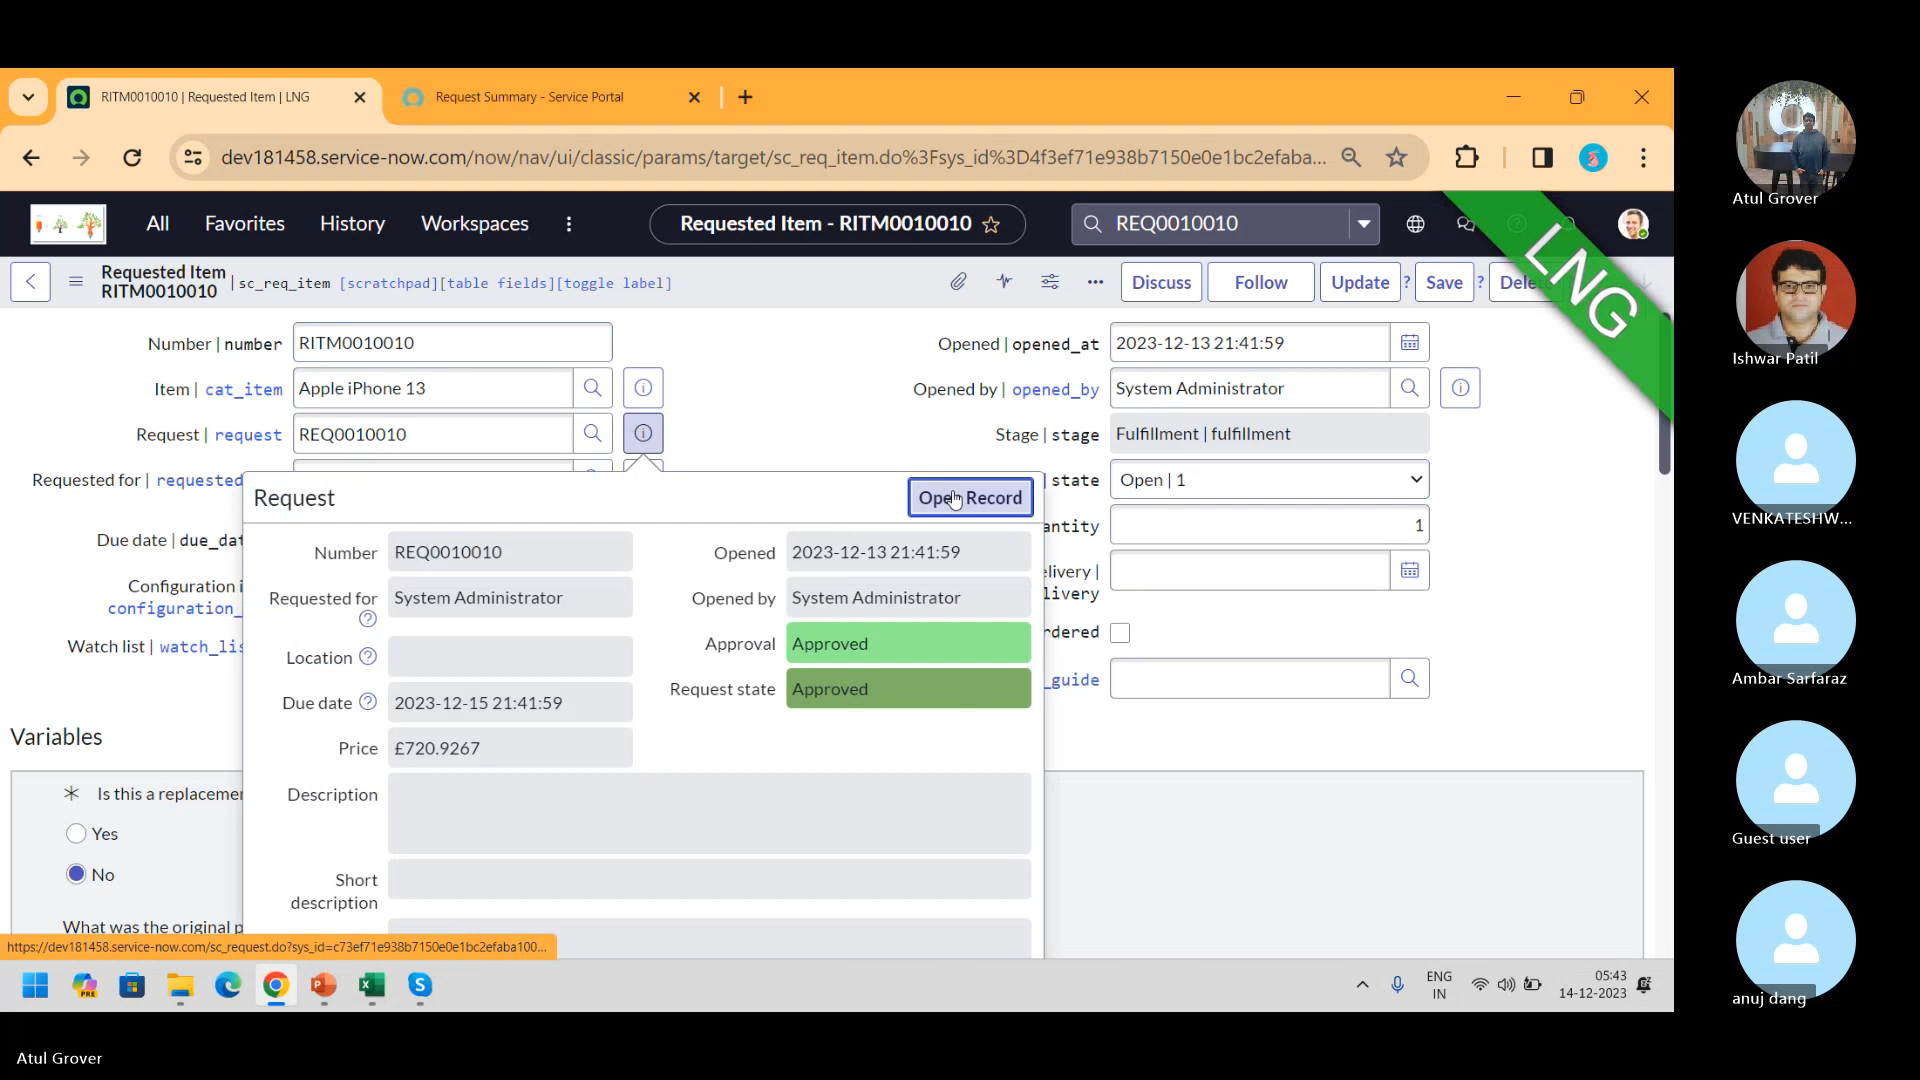 RITM0010010 | Requested Item | LNG
Request Summary - Service Portal
dev181458.service-now.com/now/nav/ui/classic/params/target/sc_req_item.do%3Fsys_id%3D4f3ef71e938b7150e0e1bc2efaba...
All Favorites History Workspaces
Requested Item - RITM0010010
REQ0010010
LNG
Requested Item
RITM0010010
sc_req_item [scratchpad][table fields][toggle label]
Discuss Follow Update ? Save ?
Number | number RITM0010010
Opened | opened_at 2023-12-13 21:41:59
Item | cat_item Apple iPhone 13
Opened by | opened_by System Administrator
Request | request REQ0010010
Stage | stage Fulfillment | fulfillment
Requested for | requested
| state Open | 1
Request
Open Record
antity 1
Due date | due_dat
elivery |
livery
Configuration i
configuration_
rdered
Watch list | watch_lis
_guide
Number REQ0010010
Opened 2023-12-13 21:41:59
Requested for System Administrator
Opened by System Administrator
Location
Approval Approved
Due date 2023-12-15 21:41:59
Request state Approved
Price £720.9267
Description
Short
description
Variables
Is this a replacemen
Yes
No
What was the original p
https://dev181458.service-now.com/sc_request.do?sys_id=c73ef71e938b7150e0e1bc2efaba100...
PRE
ENG
IN
05:43
14-12-2023
Atul Grover
Ishwar Patil
VENKATESHW...
Ambar Sarfaraz
Guest user
anuj dang
Atul Grover